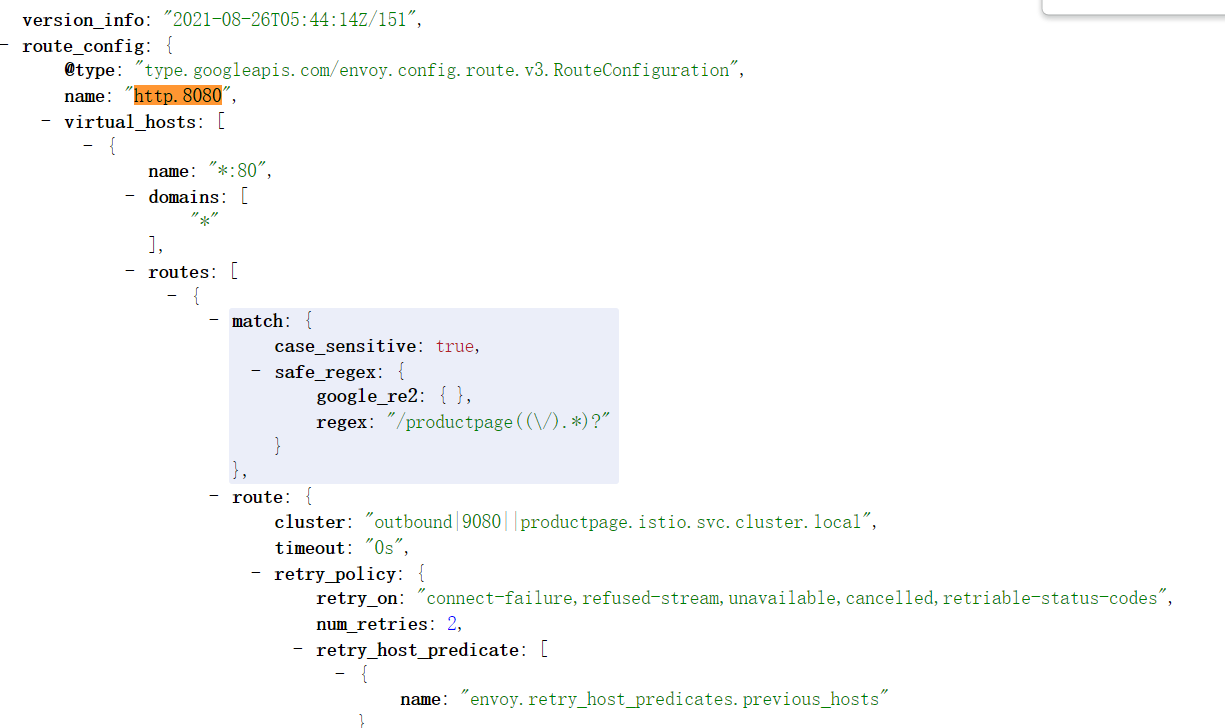 version_info: "2021-08-26T05:44:14Z/151",
- route_config: {
@type: "type.googleapis.com/envoy.config.route.v3.RouteConfiguration",
name: "http.8080",
- virtual_hosts: [
- {
name: "*:80",
- domains: [
"*"
],
- routes: [
- {
- match: {
case_sensitive: true,
- safe_regex: {
google_re2: { },
regex: "/productpage((\/).*)?"
}
},
- route: {
cluster: "outbound|9080||productpage.istio.svc.cluster.local",
timeout: "0s",
- retry_policy: {
retry_on: "connect-failure,refused-stream,unavailable,cancelled,retriable-status-codes",
num_retries: 2,
- retry_host_predicate: [
- {
name: "envoy.retry_host_predicates.previous_hosts"
}